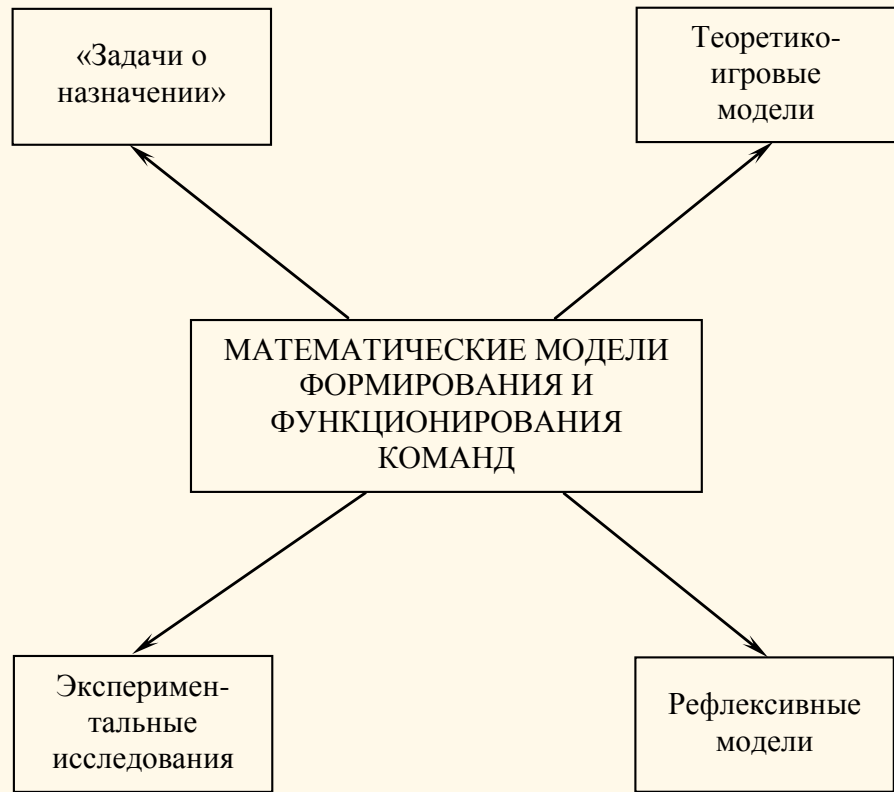 «Задачи о
назначении»
Теоретико-
игровые
модели
МАТЕМАТИЧЕСКИЕ МОДЕЛИ
ФОРМИРОВАНИЯ И
ФУНКЦИОНИРОВАНИЯ
КОМАНД
Эксперимен-
тальные
исследования
Рефлексивные
модели